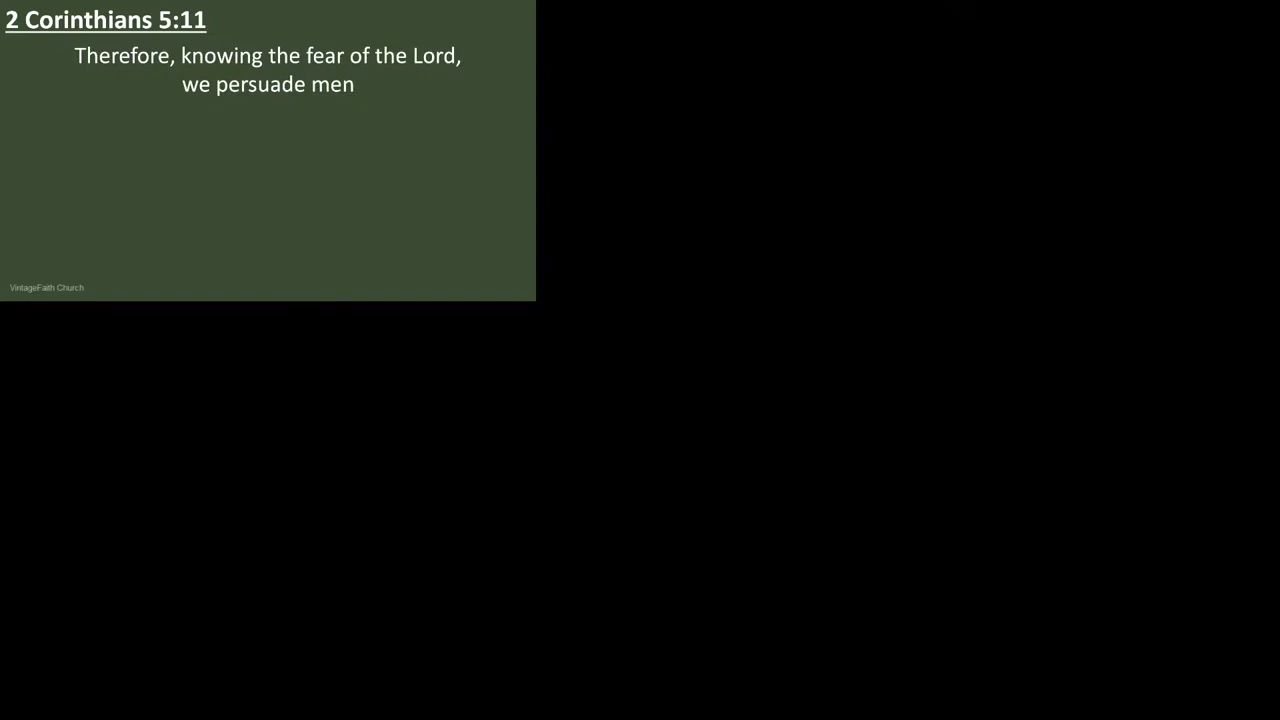 2 Corinthians 5:11
Therefore, knowing the fear of the Lord,
we persuade men
VintageFaith Church